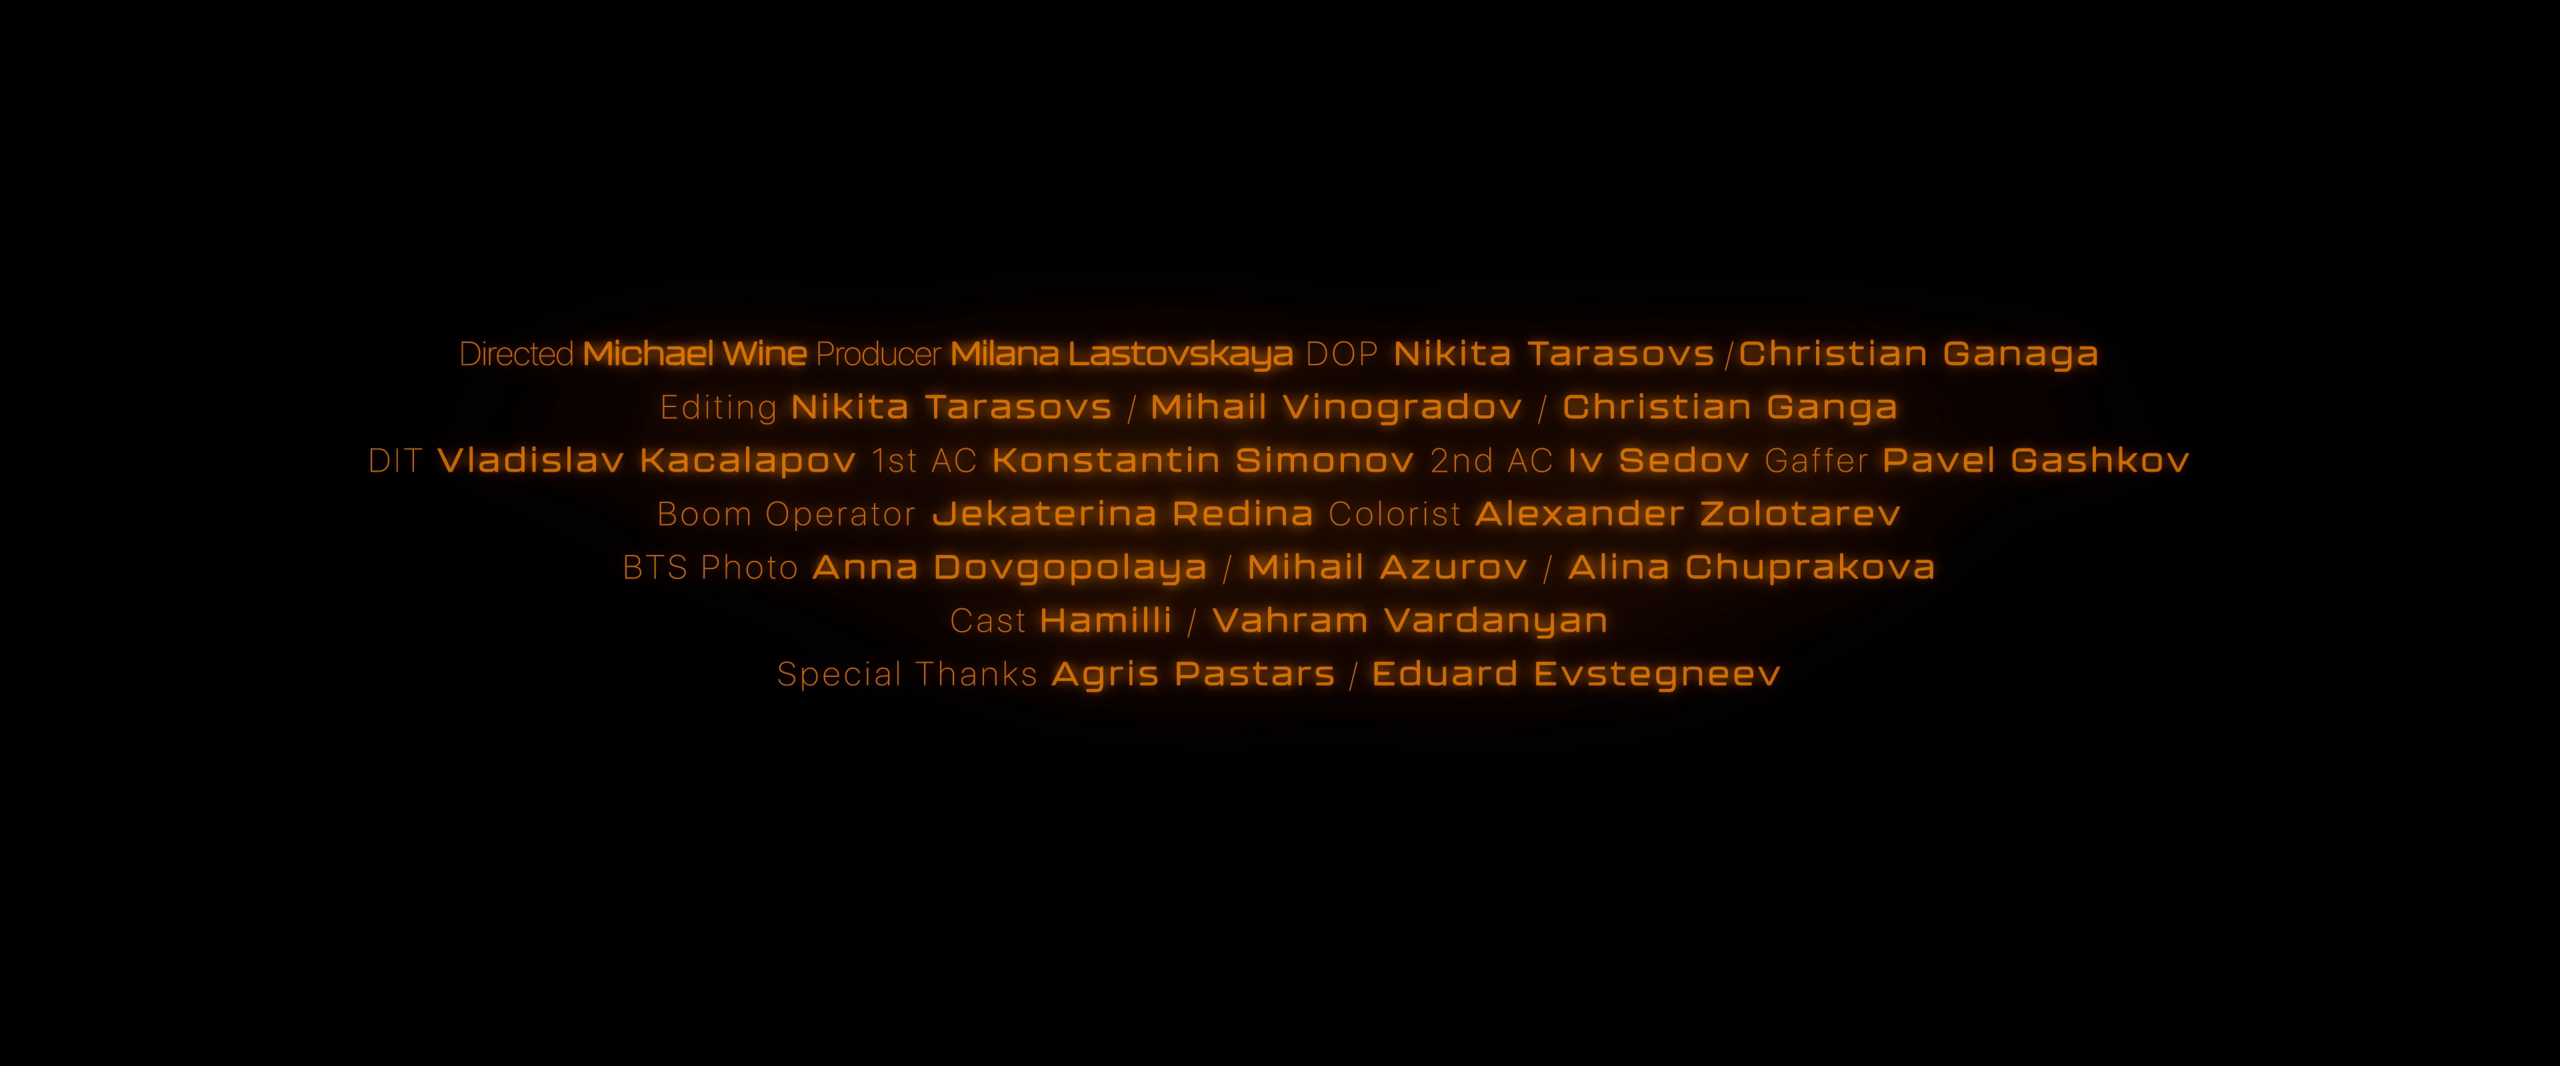 Directed Michael Wine Producer Milana Lastovskaya DOP Nikita Tarasovs /Christian Ganaga
Editing Nikita Tarasovs / Mihail Vinogradov / Christian Ganga
DIT Vladislav Kacalapov 1st AC Konstantin Simonov 2nd AC Iv Sedov Gaffer Pavel Gashkov
Boom Operator Jekaterina Redina Colorist Alexander Zolotarev
BTS Photo Anna Dovgopolaya / Mihail Azurov / Alina Chuprakova
Cast Hamilli / Vahram Vardanyan
Special Thanks Agris Pastars / Eduard Evstegneev